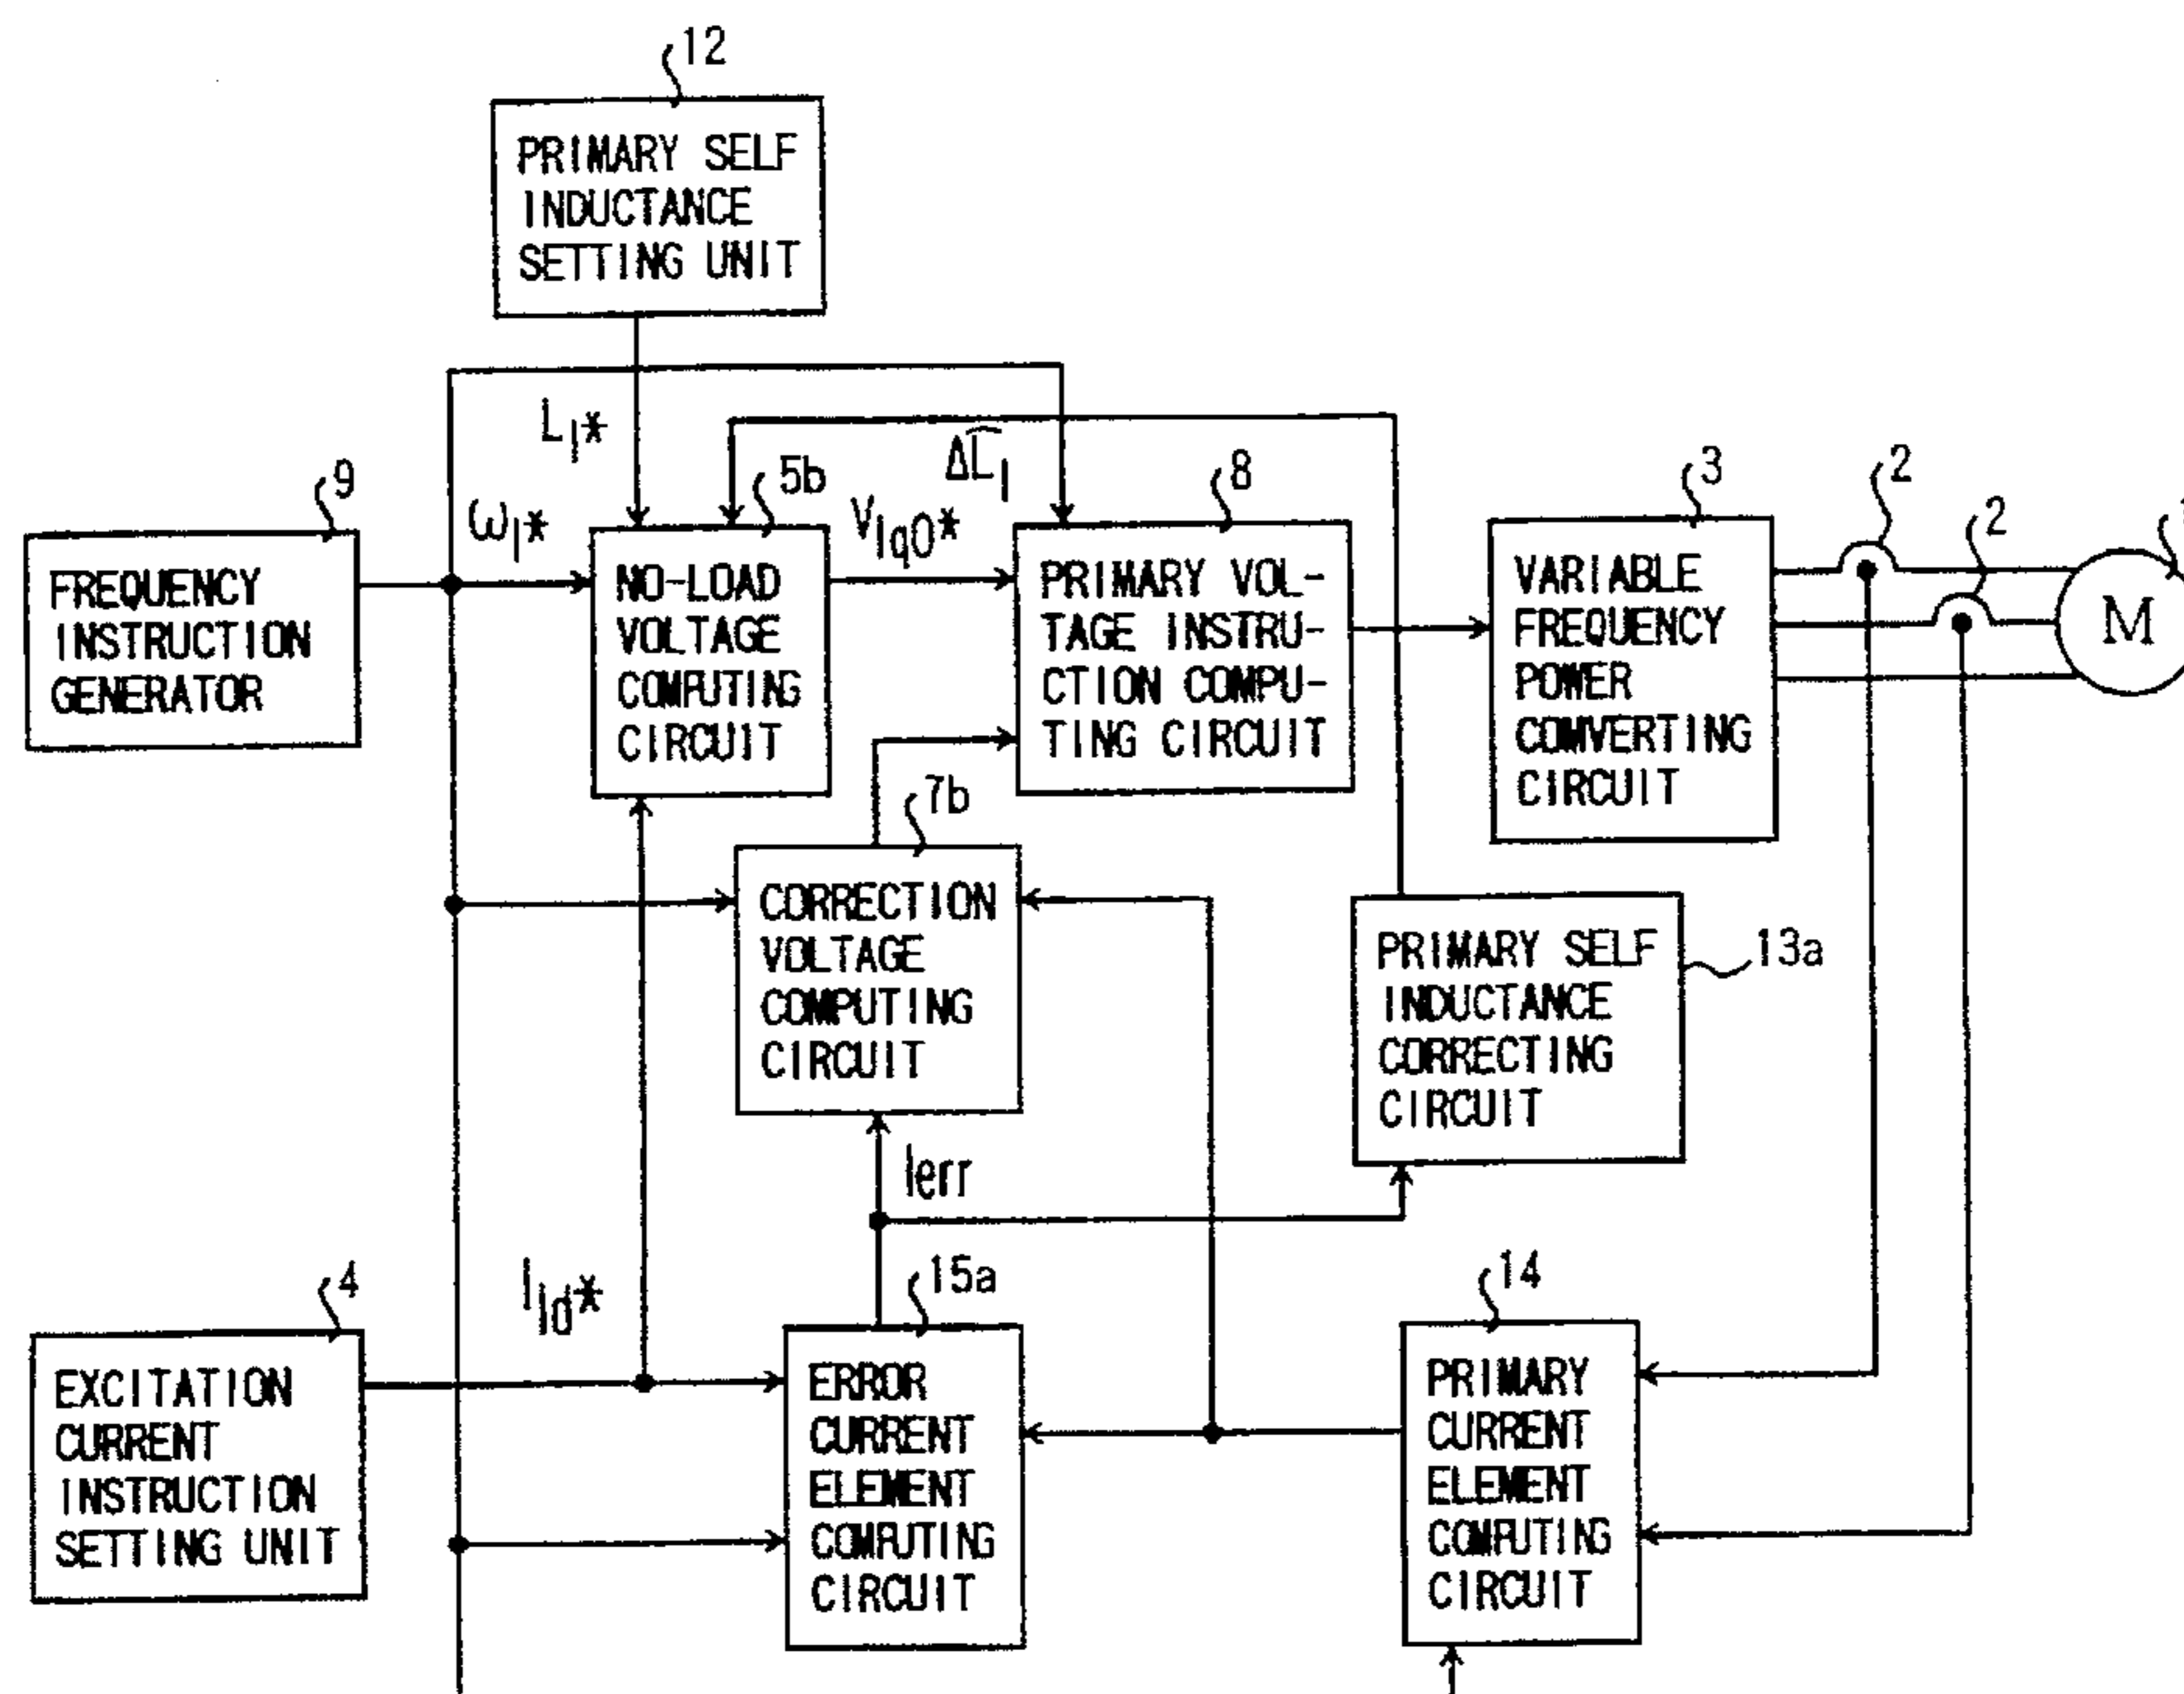 12
PRIMARY SELF
INDUCTANCE
SETTING UNIT
L1*
ΔL̂1
9
ω1*
5b
V1q0*
8
3
2
2
FREQUENCY
INSTRUCTION
GENERATOR
NO-LOAD
VOLTAGE
COMPUTING
CIRCUIT
PRIMARY VOL-
TAGE INSTRU-
CTION COMPU-
TING CIRCUIT
VARIABLE
FREQUENCY
POWER
COMVERTING
CIRCUIT
M
7b
CORRECTION
VOLTAGE
COMPUTING
CIRCUIT
PRIMARY SELF
INDUCTANCE
CORRECTING
CIRCUIT
13a
Ierr
4
I1d*
15a
14
EXCITATION
CURRENT
INSTRUCTION
SETTING UNIT
ERROR
CURRENT
ELEMENT
COMPUTING
CIRCUIT
PRIMARY
CURRENT
ELEMENT
COMPUTING
CIRCUIT